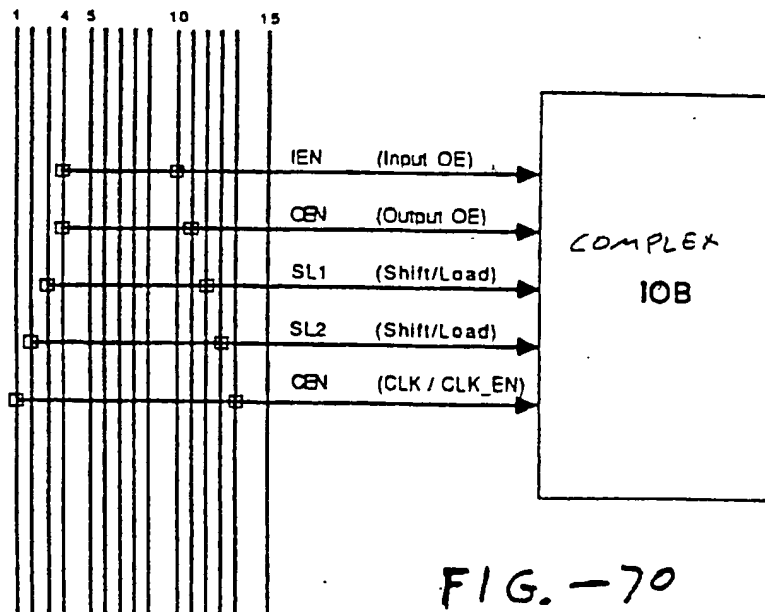 1 4 5 10 15
IEN (Input OE)
OEN (Output OE)
COMPLEX
IOB
SL1 (Shift/Load)
SL2 (Shift/Load)
CEN (CLK / CLK_EN)
FIG.-70